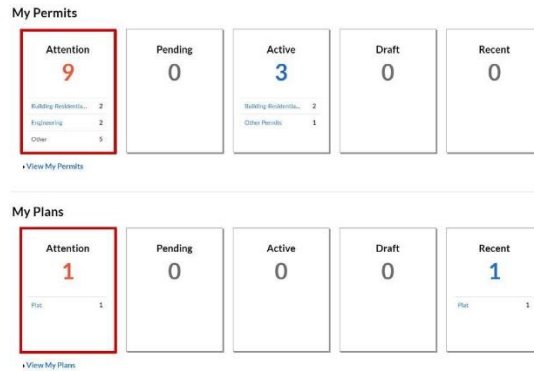 My Permits
Attention Pending Active Draft Recent
9 0 3 0 0
Building-Residentia... 2 Building-Residentia... 2
Engineering 2 Other Permits 1
Other 5
View My Permits
My Plans
Attention Pending Active Draft Recent
1 0 0 0 1
Plat 1 Plat 1
View My Plans